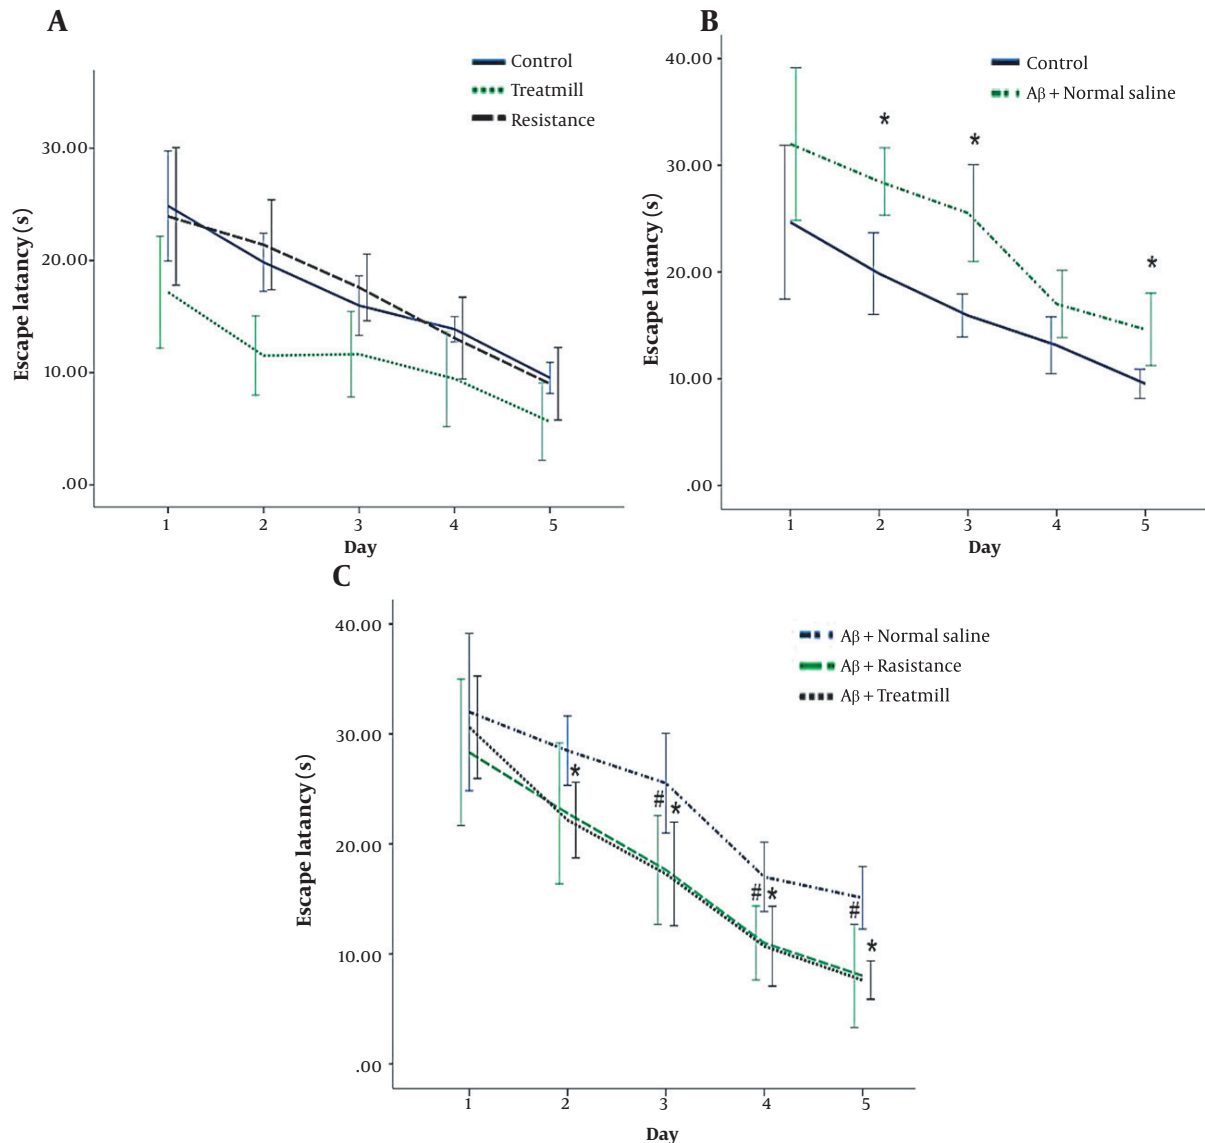 A
Control
Treatmill
Resistance
30.00
20.00
10.00
.00
Escape latancy (s)
1 2 3 4 5
Day
B
Control
Aβ + Normal saline
40.00
30.00
20.00
10.00
.00
Escape latancy (s)
* * *
1 2 3 4 5
Day
C
Aβ + Normal saline
Aβ + Rasistance
Aβ + Treatmill
40.00
30.00
20.00
10.00
.00
Escape latancy (s)
*
# *
# *
# *
1 2 3 4 5
Day